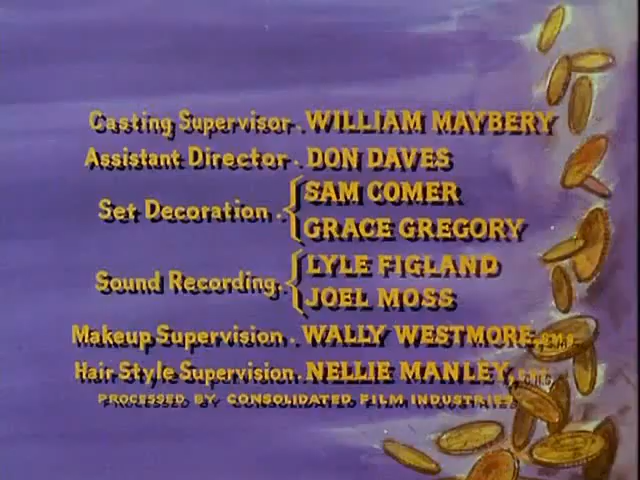 Casting Supervisor . WILLIAM MAYBERY
Assistant Director . DON DAVES
Set Decoration . { SAM COMER
GRACE GREGORY
Sound Recording . { LYLE FIGLAND
JOEL MOSS
Makeup Supervision . WALLY WESTMORE,
Hair Style Supervision . NELLIE MANLEY,
PROCESSED BY CONSOLIDATED FILM INDUSTRIES